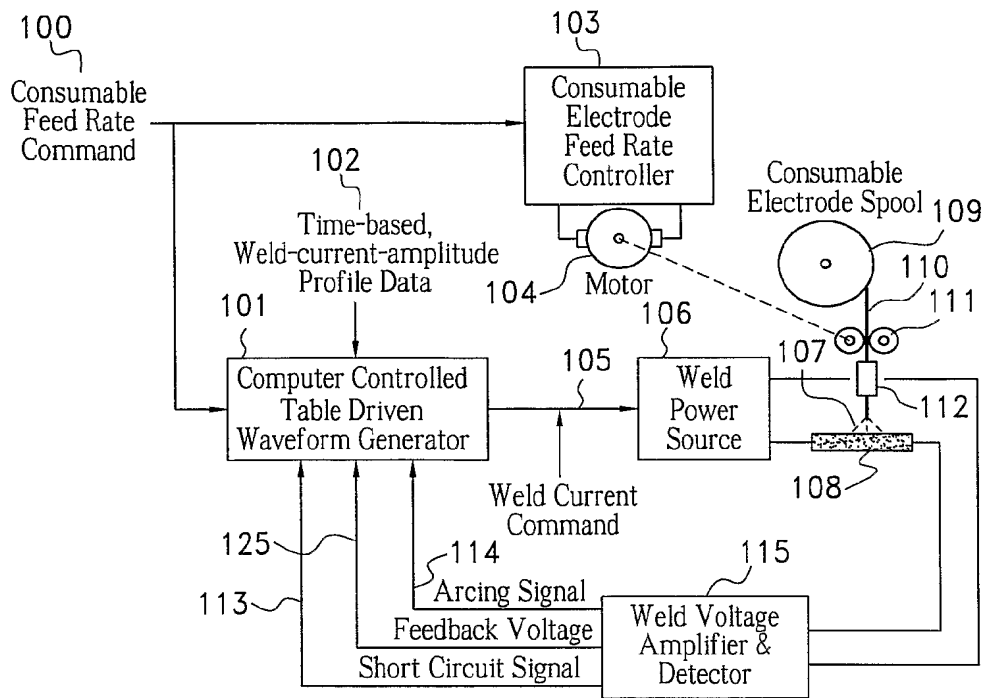 100
Consumable
Feed Rate
Command
103
Consumable
Electrode
Feed Rate
Controller
102
Time-based,
Weld-current-amplitude
Profile Data
104
Motor
Consumable
Electrode Spool
109
110
111
101
Computer Controlled
Table Driven
Waveform Generator
105
106
Weld
Power
Source
107
112
108
Weld Current
Command
125
114
113
Arcing Signal
Feedback Voltage
Short Circuit Signal
115
Weld Voltage
Amplifier &
Detector